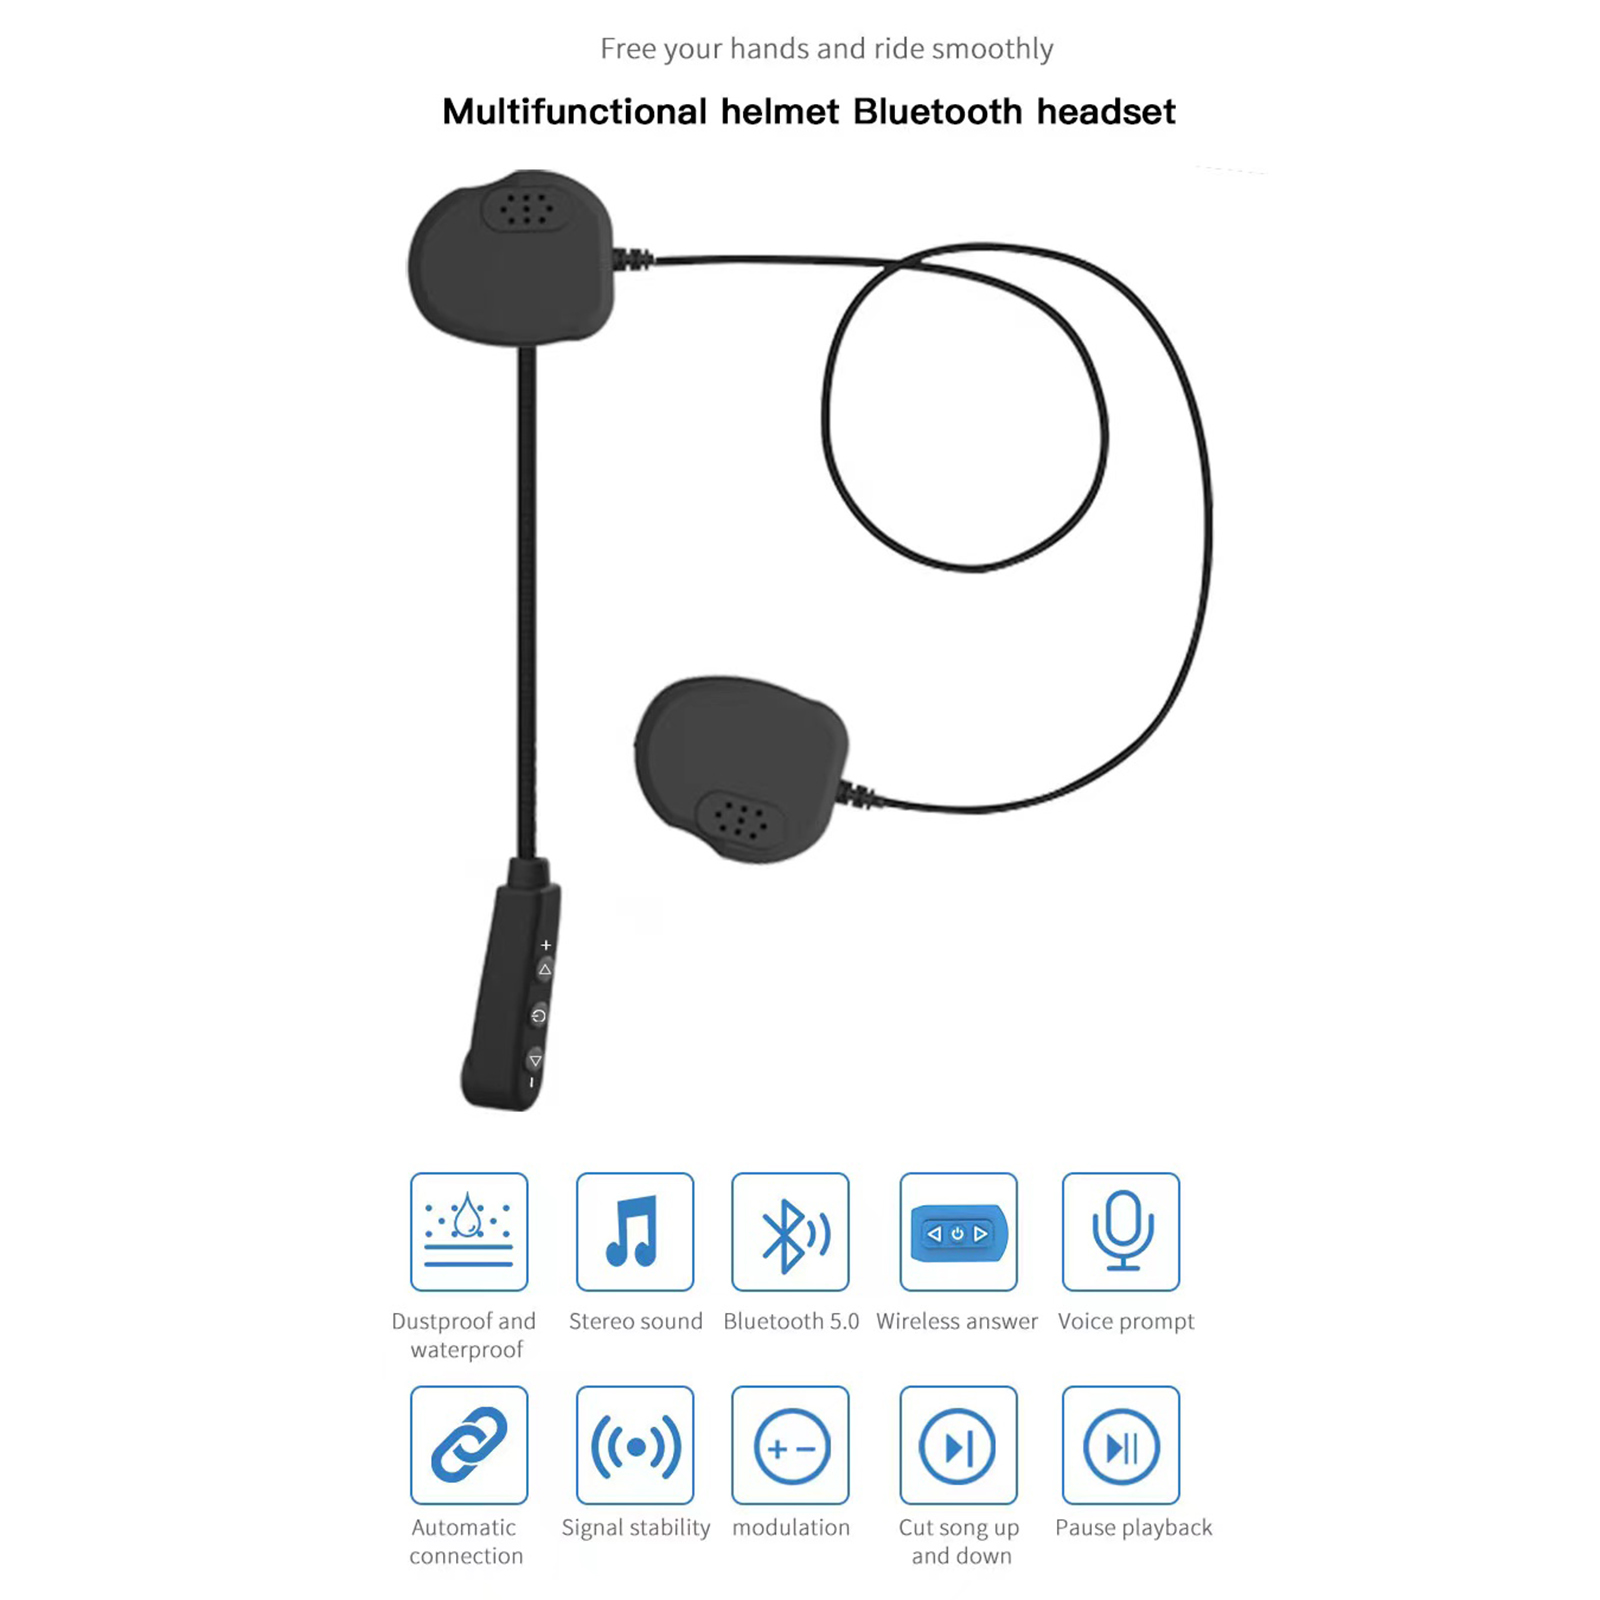 Free your hands and ride smoothly
Multifunctional helmet Bluetooth headset
+
−
Dustproof and
waterproof
Stereo sound
Bluetooth 5.0
Wireless answer
Voice prompt
Automatic
connection
Signal stability
+ −
modulation
Cut song up
and down
Pause playback